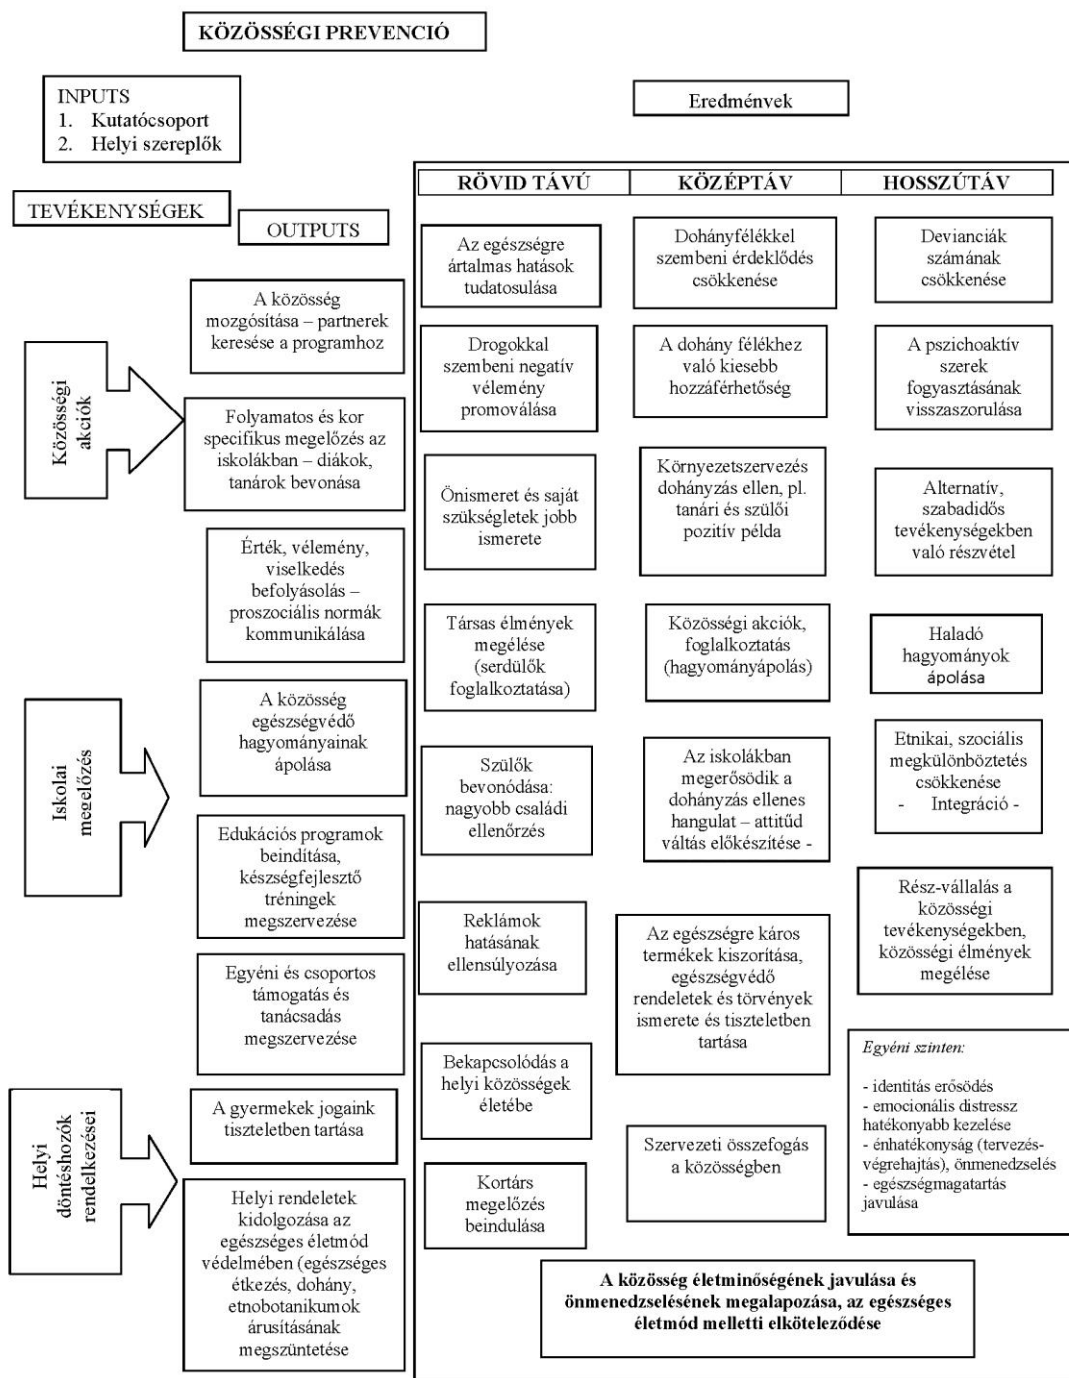 KÖZÖSSÉGI PREVENCIÓ
INPUTS
1. Kutatócsoport
2. Helyi szereplők
Eredmények
TEVÉKENYSÉGEK
OUTPUTS
RÖVID TÁVÚ
KÖZÉPTÁV
HOSSZÚTÁV
Közösségi
akciók
Iskolai
megelőzés
Helyi
döntéshozók
rendelkezései
A közösség
mozgósítása – partnerek
keresése a programhoz
Folyamatos és kor
specifikus megelőzés az
iskolákban – diákok,
tanárok bevonása
Érték, vélemény,
viselkedés
befolyásolás –
proszociális normák
kommunikálása
A közösség
egészségvédő
hagyományainak
ápolása
Edukációs programok
beindítása,
készségfejlesztő
tréningek
megszervezése
Egyéni és csoportos
támogatás és
tanácsadás
megszervezése
A gyermekek jogaink
tiszteletben tartása
Helyi rendeletek
kidolgozása az
egészséges életmód
védelmében (egészséges
étkezés, dohány,
etnobotanikumok
árusításának
megszüntetése
Az egészségre
ártalmas hatások
tudatosulása
Drogokkal
szembeni negatív
vélemény
promoválása
Önismeret és saját
szükségletek jobb
ismerete
Társas élmények
megélése
(serdülők
foglalkoztatása)
Szülők
bevonódása:
nagyobb családi
ellenőrzés
Reklámok
hatásának
ellensúlyozása
Bekapcsolódás a
helyi közösségek
életébe
Kortárs
megelőzés
beindulása
Dohányfélékkel
szembeni érdeklődés
csökkenése
A dohány félékhez
való kiesebb
hozzáférhetőség
Környezetszervezés
dohányzás ellen, pl.
tanári és szülői
pozitív példa
Közösségi akciók,
foglalkoztatás
(hagyományápolás)
Az iskolákban
megerősödik a
dohányzás ellenes
hangulat – attitűd
váltás előkészítése -
Az egészségre káros
termékek kiszorítása,
egészségvédő
rendeletek és törvények
ismerete és tiszteletben
tartása
Szervezeti összefogás
a közösségben
Devianciák
számának
csökkenése
A pszichoaktív
szerek
fogyasztásának
visszaszorulása
Alternatív,
szabadidős
tevékenységekben
való részvétel
Haladó
hagyományok
ápolása
Etnikai, szociális
megkülönböztetés
csökkenése
- Integráció -
Rész-vállalás a
közösségi
tevékenységekben,
közösségi élmények
megélése
Egyéni szinten:
- identitás erősödés
- emocionális distressz
hatékonyabb kezelése
- énhatékonyság (tervezés-
végrehajtás), önmenedzselés
- egészségmagatartás
javulása
A közösség életminőségének javulása és
önmenedzselésének megalapozása, az egészséges
életmód melletti elköteleződése